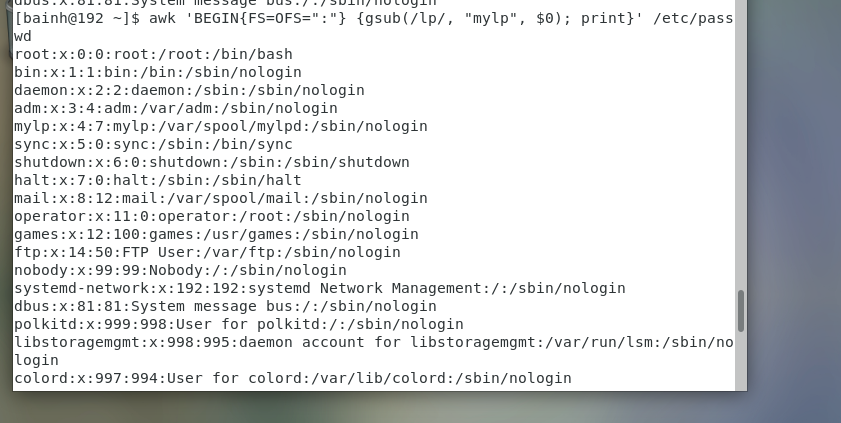 dbus:x:81:81:System message bus:/:/sbin/nologin
[bainh@192 ~]$ awk 'BEGIN{FS=OFS=":"} {gsub(/lp/, "mylp", $0); print}' /etc/pass
wd
root:x:0:0:root:/root:/bin/bash
bin:x:1:1:bin:/bin:/sbin/nologin
daemon:x:2:2:daemon:/sbin:/sbin/nologin
adm:x:3:4:adm:/var/adm:/sbin/nologin
mylp:x:4:7:mylp:/var/spool/mylpd:/sbin/nologin
sync:x:5:0:sync:/sbin:/bin/sync
shutdown:x:6:0:shutdown:/sbin:/sbin/shutdown
halt:x:7:0:halt:/sbin:/sbin/halt
mail:x:8:12:mail:/var/spool/mail:/sbin/nologin
operator:x:11:0:operator:/root:/sbin/nologin
games:x:12:100:games:/usr/games:/sbin/nologin
ftp:x:14:50:FTP User:/var/ftp:/sbin/nologin
nobody:x:99:99:Nobody:/:/sbin/nologin
systemd-network:x:192:192:systemd Network Management:/:/sbin/nologin
dbus:x:81:81:System message bus:/:/sbin/nologin
polkitd:x:999:998:User for polkitd:/:/sbin/nologin
libstoragemgmt:x:998:995:daemon account for libstoragemgmt:/var/run/lsm:/sbin/no
login
colord:x:997:994:User for colord:/var/lib/colord:/sbin/nologin